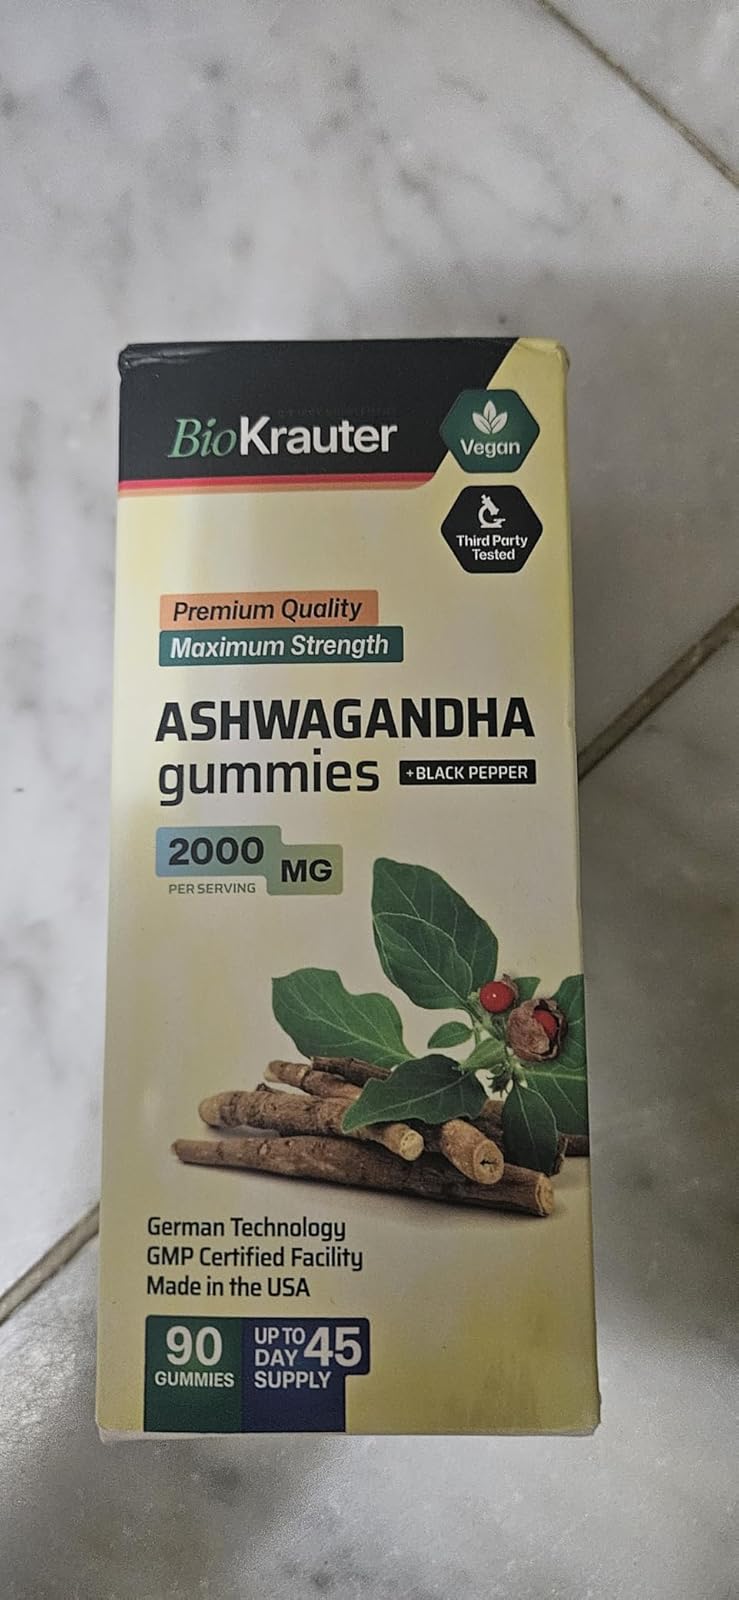 BioKrauter
Vegan
Third Party
Tested
Premium Quality
Maximum Strength
ASHWAGANDHA
gummies
+BLACK PEPPER
2000 MG
PER SERVING
German Technology
GMP Certified Facility
Made in the USA
90
GUMMIES
UP TO
DAY 45
SUPPLY